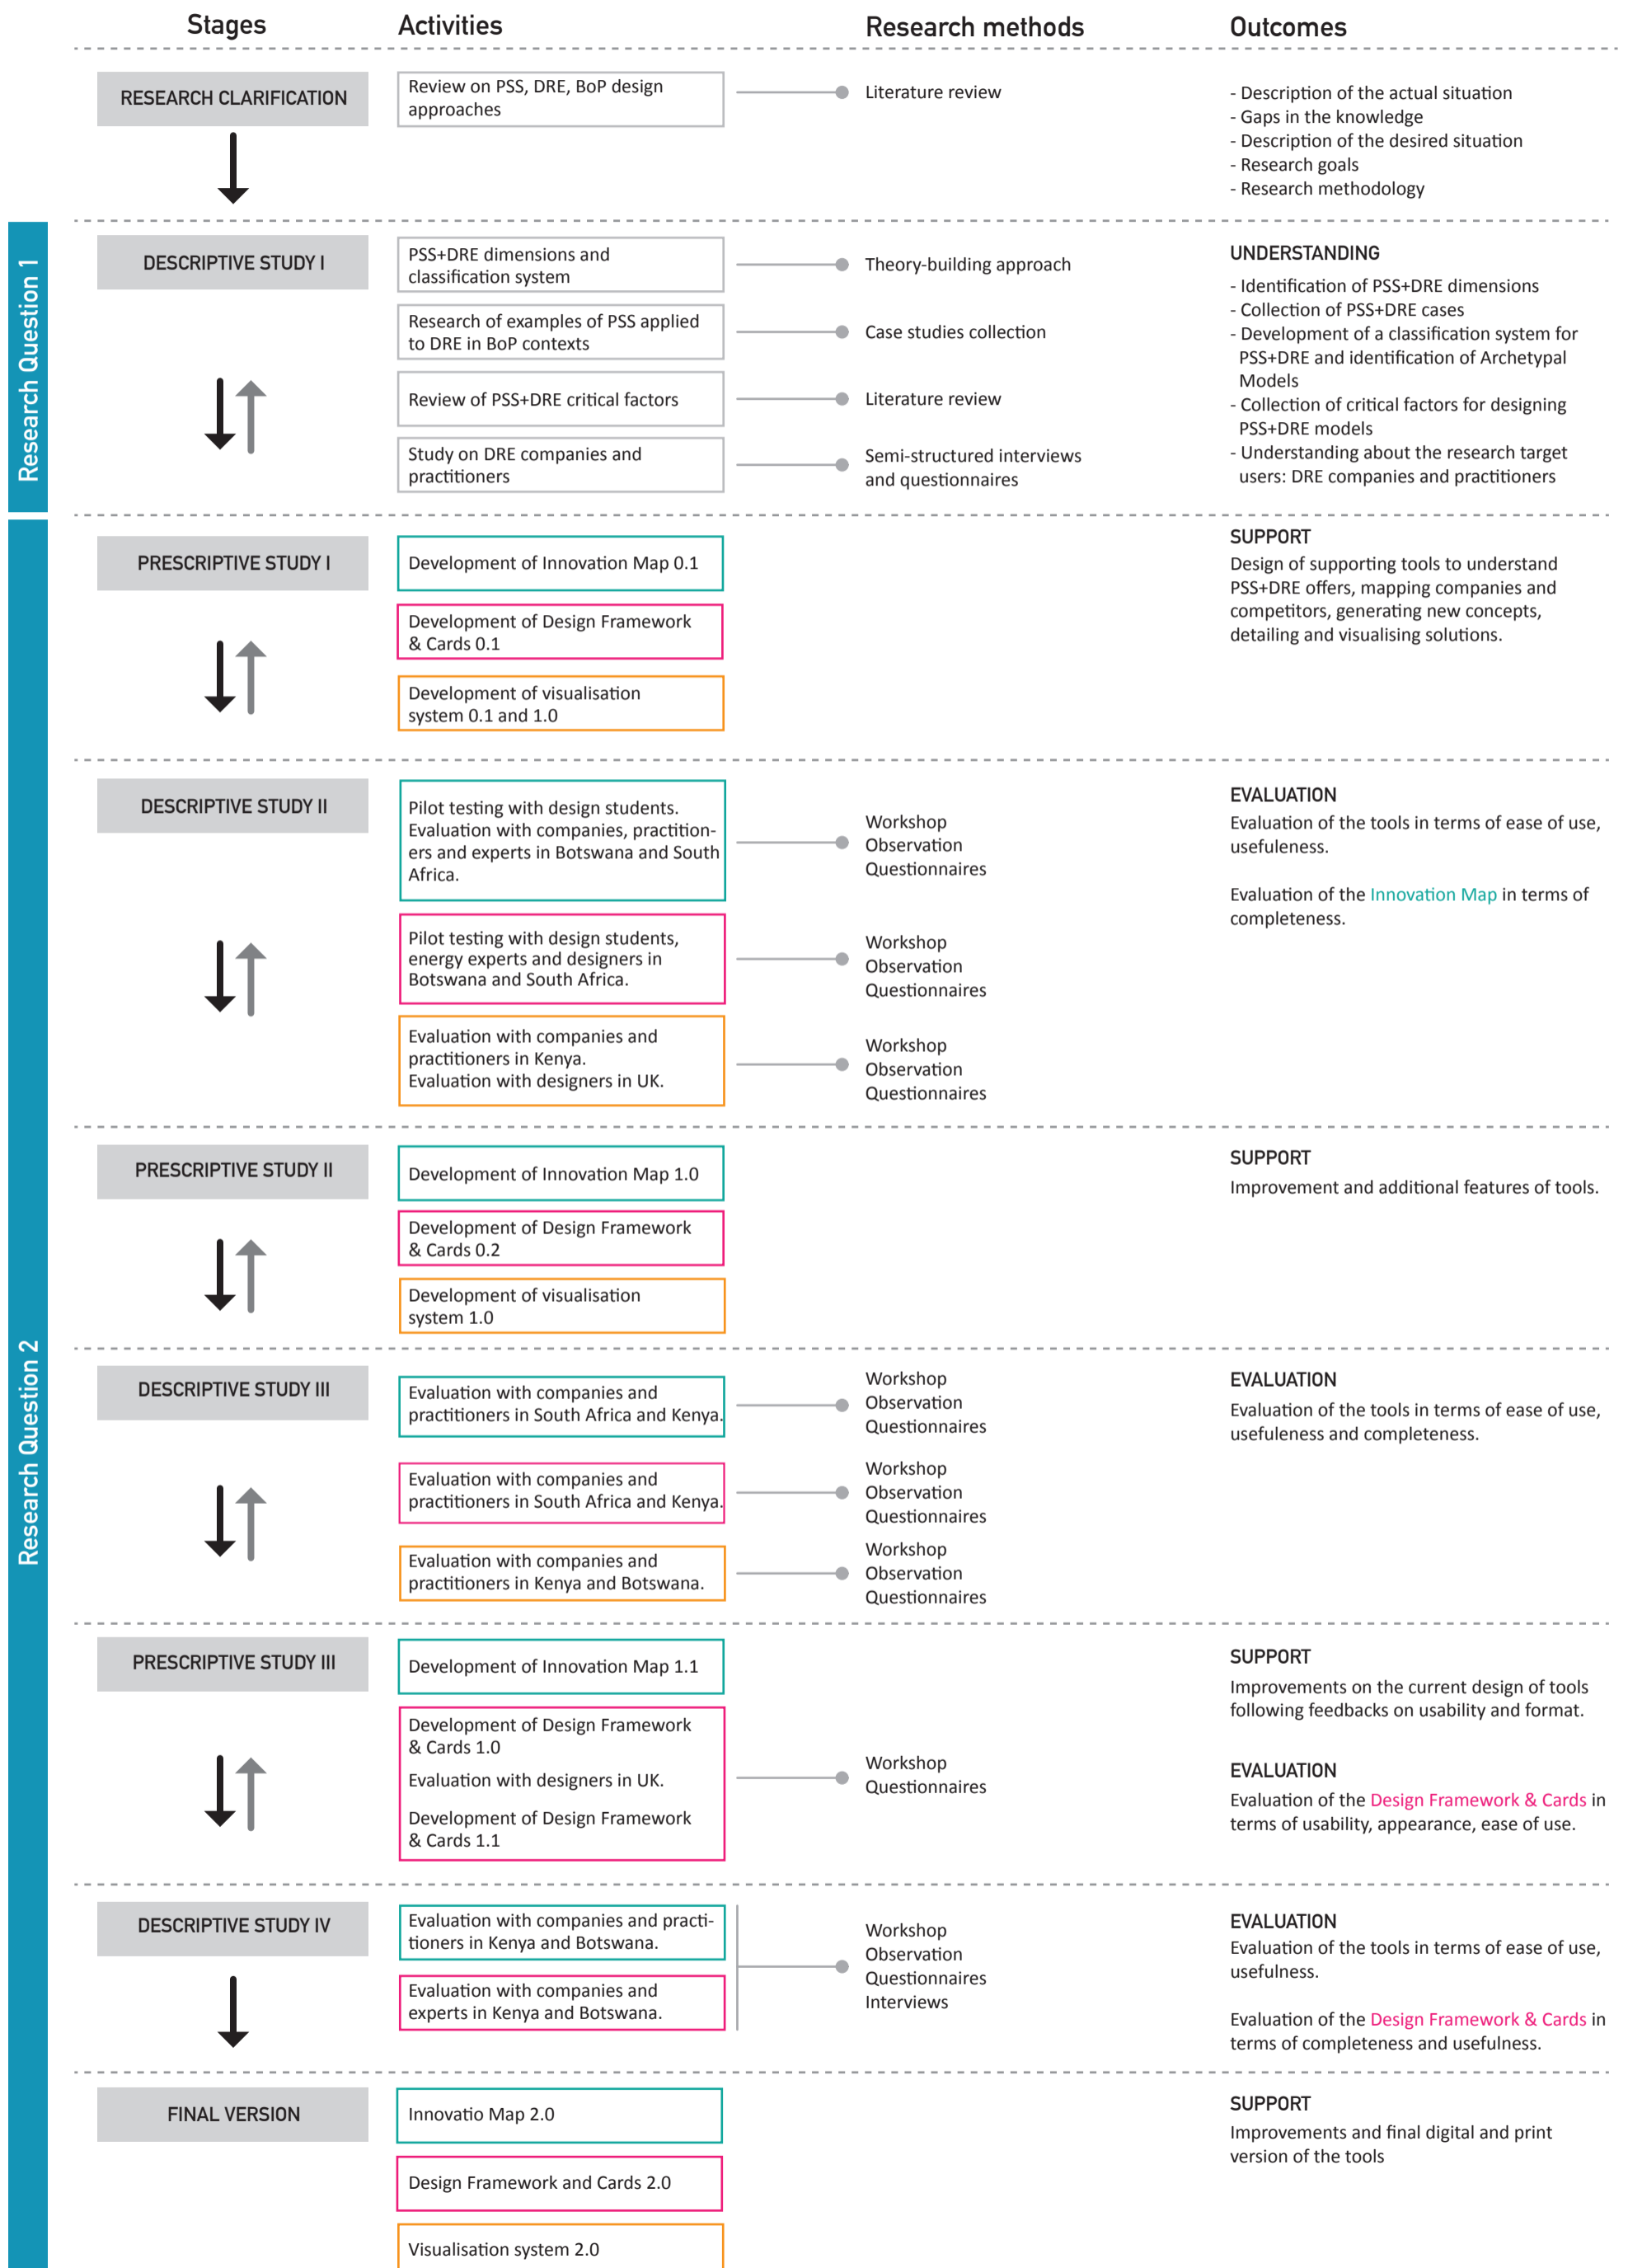 Stages
Activities
Research methods
Outcomes
RESEARCH CLARIFICATION
Review on PSS, DRE, BoP design
approaches
Literature review
- Description of the actual situation
- Gaps in the knowledge
- Description of the desired situation
- Research goals
- Research methodology
Research Question 1
DESCRIPTIVE STUDY I
PSS+DRE dimensions and
classification system
Theory-building approach
Research of examples of PSS applied
to DRE in BoP contexts
Case studies collection
Review of PSS+DRE critical factors
Literature review
Study on DRE companies and
practitioners
Semi-structured interviews
and questionnaires
UNDERSTANDING
- Identification of PSS+DRE dimensions
- Collection of PSS+DRE cases
- Development of a classification system for
PSS+DRE and identification of Archetypal
Models
- Collection of critical factors for designing
PSS+DRE models
- Understanding about the research target
users: DRE companies and practitioners
Research Question 2
PRESCRIPTIVE STUDY I
Development of Innovation Map 0.1
Development of Design Framework
& Cards 0.1
Development of visualisation
system 0.1 and 1.0
SUPPORT
Design of supporting tools to understand
PSS+DRE offers, mapping companies and
competitors, generating new concepts,
detailing and visualising solutions.
DESCRIPTIVE STUDY II
Pilot testing with design students.
Evaluation with companies, practition-
ers and experts in Botswana and South
Africa.
Workshop
Observation
Questionnaires
Pilot testing with design students,
energy experts and designers in
Botswana and South Africa.
Workshop
Observation
Questionnaires
Evaluation with companies and
practitioners in Kenya.
Evaluation with designers in UK.
Workshop
Observation
Questionnaires
EVALUATION
Evaluation of the tools in terms of ease of use,
usefuleness.
Evaluation of the Innovation Map in terms of
completeness.
PRESCRIPTIVE STUDY II
Development of Innovation Map 1.0
Development of Design Framework
& Cards 0.2
Development of visualisation
system 1.0
SUPPORT
Improvement and additional features of tools.
DESCRIPTIVE STUDY III
Evaluation with companies and
practitioners in South Africa and Kenya.
Workshop
Observation
Questionnaires
Evaluation with companies and
practitioners in South Africa and Kenya.
Workshop
Observation
Questionnaires
Evaluation with companies and
practitioners in Kenya and Botswana.
Workshop
Observation
Questionnaires
EVALUATION
Evaluation of the tools in terms of ease of use,
usefuleness and completeness.
PRESCRIPTIVE STUDY III
Development of Innovation Map 1.1
Development of Design Framework
& Cards 1.0
Evaluation with designers in UK.
Development of Design Framework
& Cards 1.1
Workshop
Questionnaires
SUPPORT
Improvements on the current design of tools
following feedbacks on usability and format.
EVALUATION
Evaluation of the Design Framework & Cards in
terms of usability, appearance, ease of use.
DESCRIPTIVE STUDY IV
Evaluation with companies and practi-
tioners in Kenya and Botswana.
Evaluation with companies and
experts in Kenya and Botswana.
Workshop
Observation
Questionnaires
Interviews
EVALUATION
Evaluation of the tools in terms of ease of use,
usefulness.
Evaluation of the Design Framework & Cards in
terms of completeness and usefulness.
FINAL VERSION
Innovatio Map 2.0
Design Framework and Cards 2.0
Visualisation system 2.0
SUPPORT
Improvements and final digital and print
version of the tools